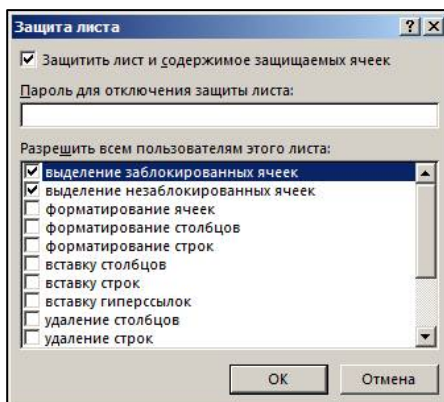 Защита листа
Защитить лист и содержимое защищаемых ячеек
Пароль для отключения защиты листа:
Разрешить всем пользователям этого листа:
выделение заблокированных ячеек
выделение незаблокированных ячеек
форматирование ячеек
форматирование столбцов
форматирование строк
вставку столбцов
вставку строк
вставку гиперссылок
удаление столбцов
удаление строк
ОК
Отмена